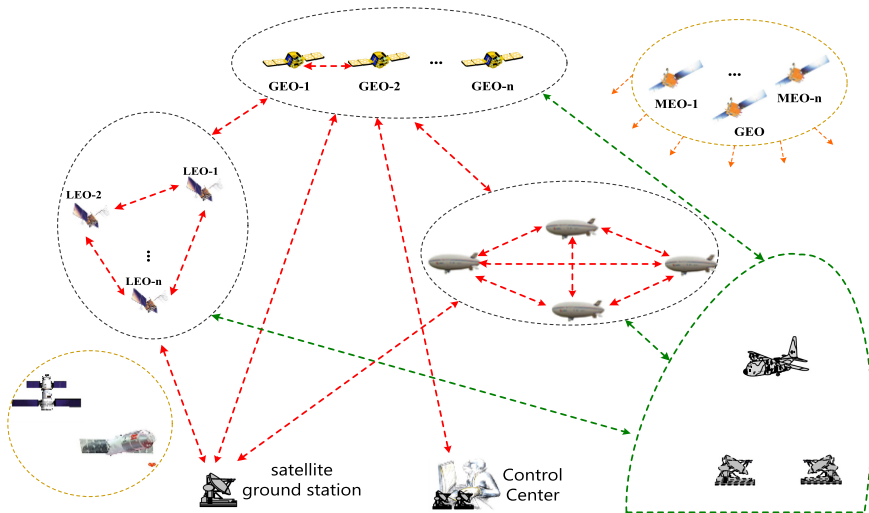 GEO-1
GEO-2
...
GEO-n
MEO-1
...
MEO-n
GEO
LEO-1
LEO-2
...
LEO-n
satellite
ground station
Control
Center